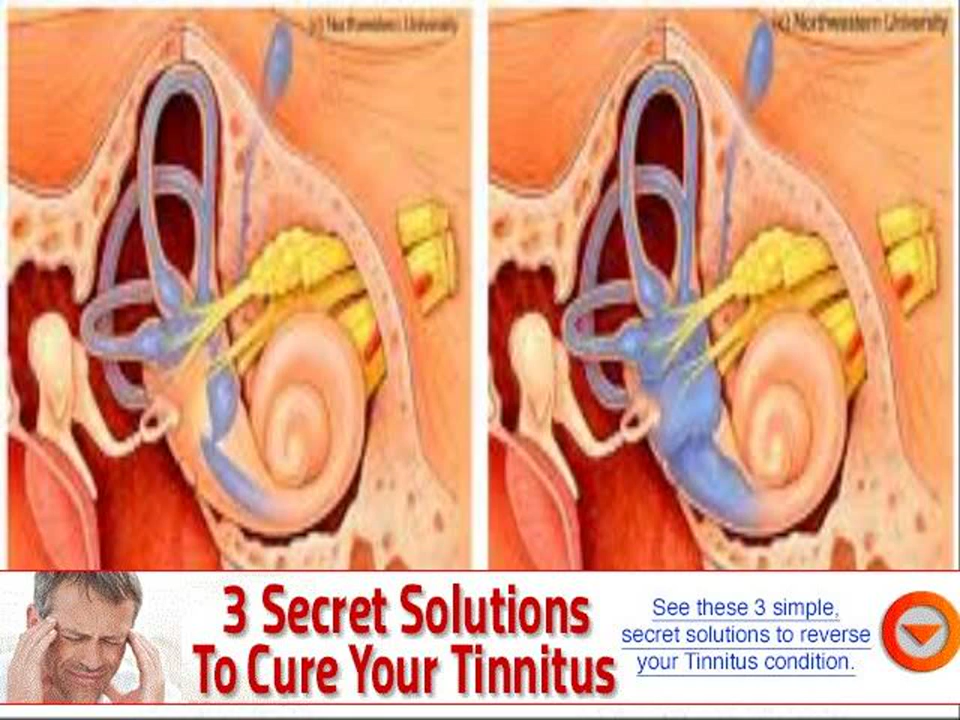 (c) Northwestern University
(c) Northwestern University
3 Secret Solutions
To Cure Your Tinnitus
See these 3 simple,
secret solutions to reverse
your Tinnitus condition.